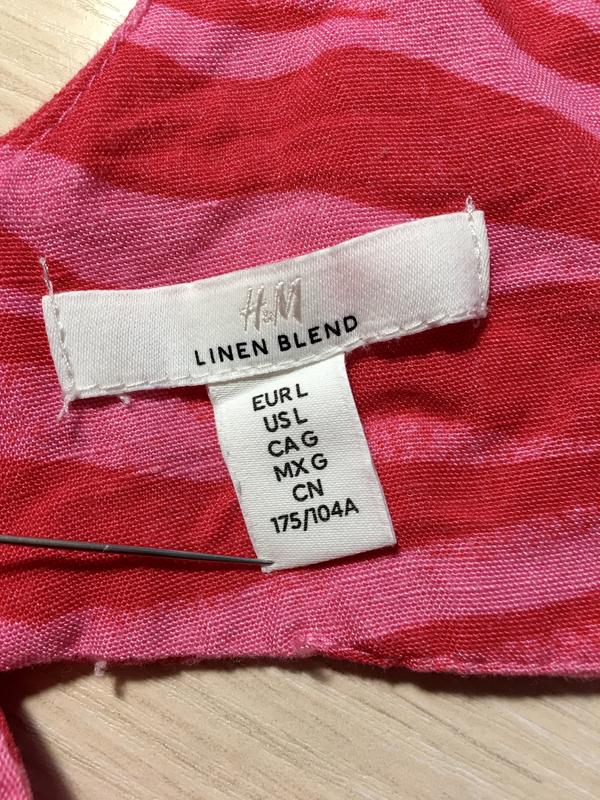 H&M
LINEN BLEND
EUR L
US L
CA G
MX G
CN
175/104A